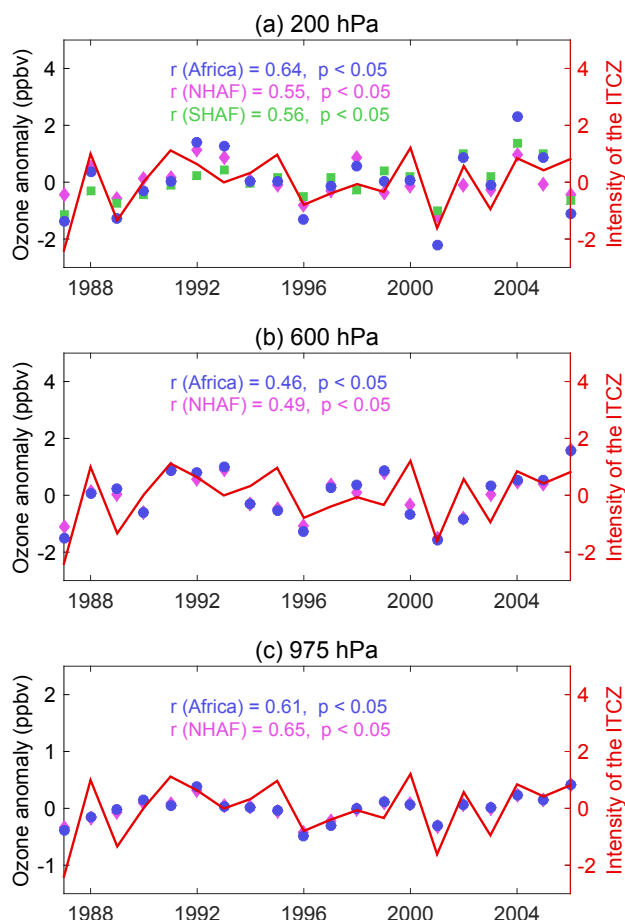 (a) 200 hPa
Ozone anomaly (ppbv)
4
2
0
-2
r (Africa) = 0.64, p < 0.05
r (NHAF) = 0.55, p < 0.05
r (SHAF) = 0.56, p < 0.05
4
2
0
-2
Intensity of the ITCZ
1988 1992 1996 2000 2004
(b) 600 hPa
Ozone anomaly (ppbv)
4
2
0
-2
r (Africa) = 0.46, p < 0.05
r (NHAF) = 0.49, p < 0.05
4
2
0
-2
Intensity of the ITCZ
1988 1992 1996 2000 2004
(c) 975 hPa
Ozone anomaly (ppbv)
2
1
0
-1
r (Africa) = 0.61, p < 0.05
r (NHAF) = 0.65, p < 0.05
4
2
0
-2
Intensity of the ITCZ
1988 1992 1996 2000 2004